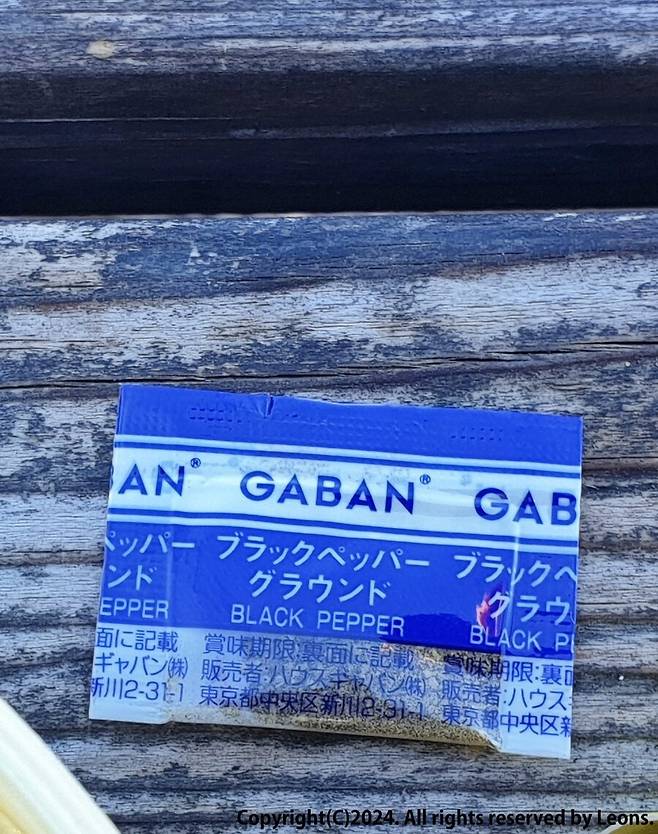 AN® GABAN® GAB
ペッパー ブラックペッパー ブラックペ
ンド グラウンド グラウ
EPPER BLACK PEPPER BLACK P
面に記載 賞味期限:裏面に記載 賞味期限:裏面
ギャバン㈱ 販売者:ハウスギャバン㈱ 販売者:ハウス
新川2-31-1 東京都中央区新川2-31-1 東京都中央区新
Copyright(C)2024. All rights reserved by Leons.